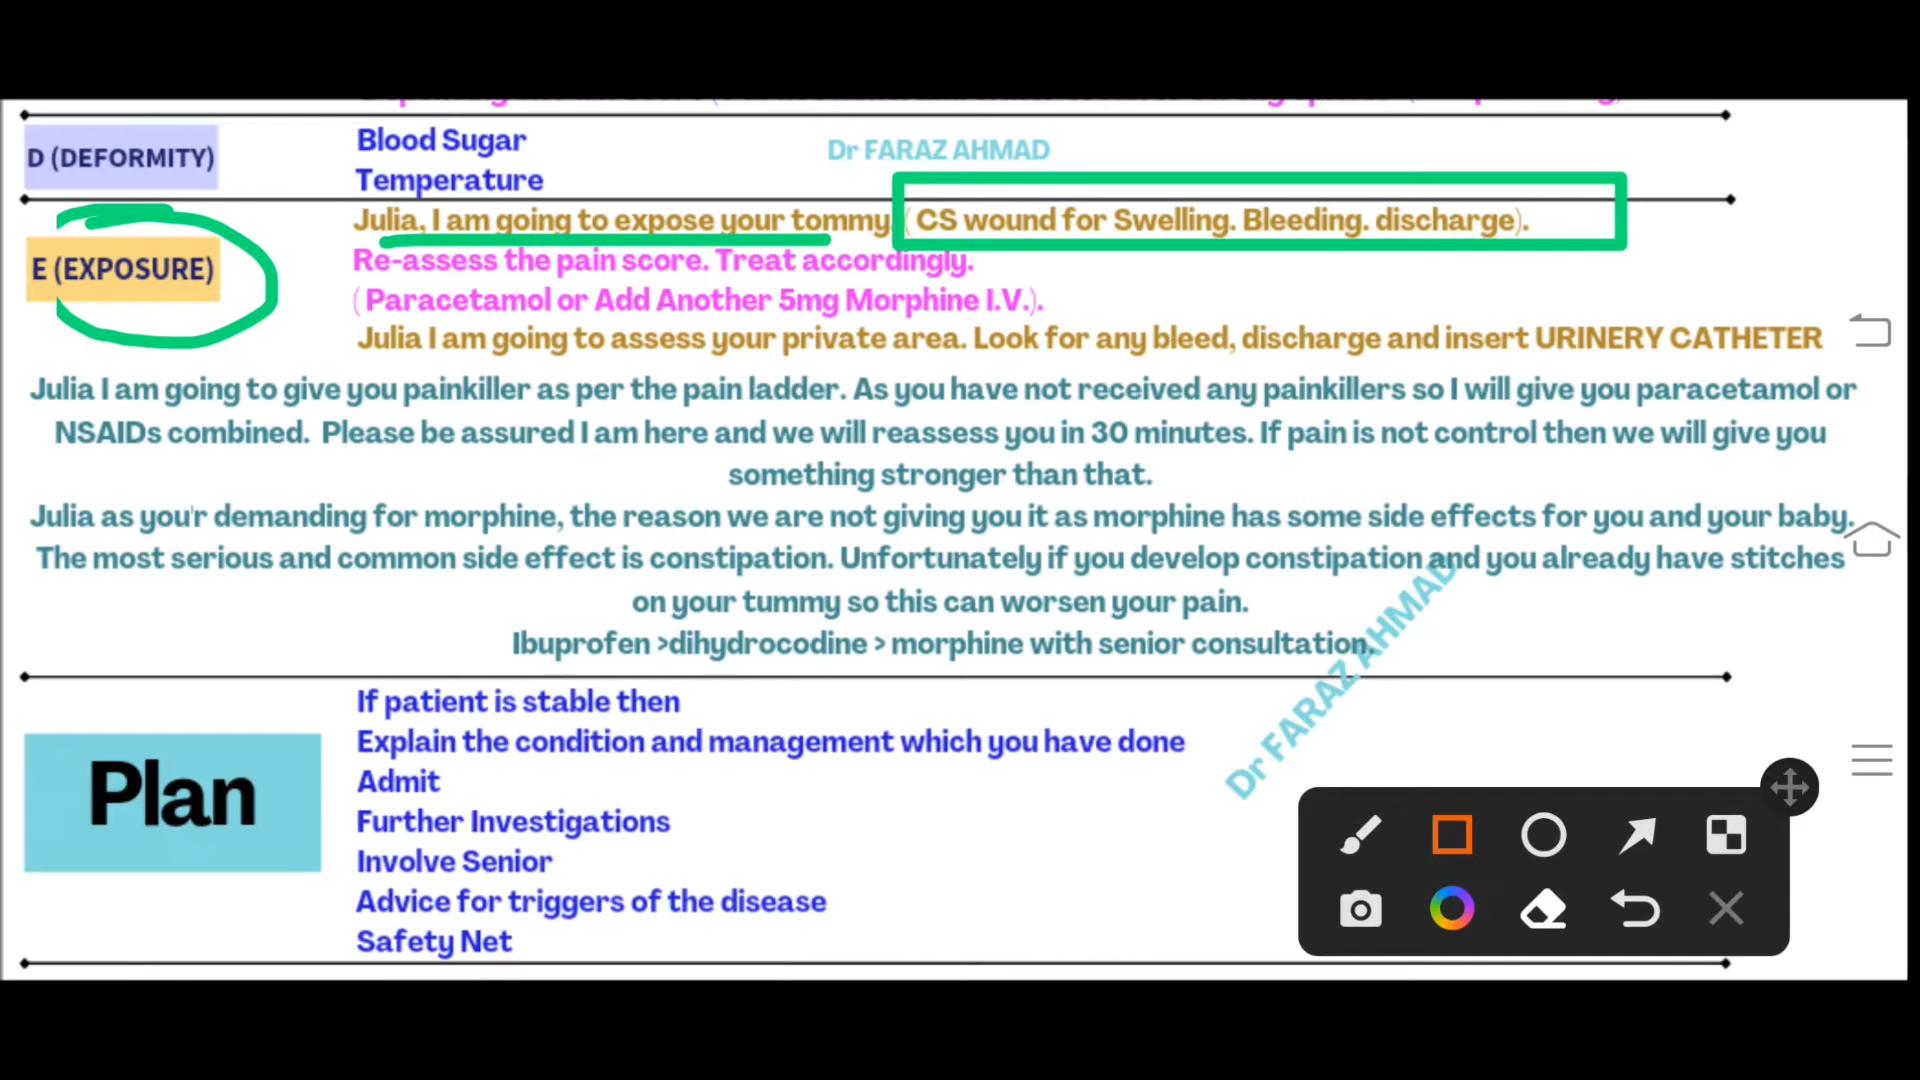 D (DEFORMITY)
Blood Sugar
Dr FARAZ AHMAD
Temperature
Julia, I am going to expose your tommy. ( CS wound for Swelling. Bleeding. discharge).
E (EXPOSURE)
Re-assess the pain score. Treat accordingly.
( Paracetamol or Add Another 5mg Morphine I.V.).
Julia I am going to assess your private area. Look for any bleed, discharge and insert URINERY CATHETER
Julia I am going to give you painkiller as per the pain ladder. As you have not received any painkillers so I will give you paracetamol or
NSAIDs combined. Please be assured I am here and we will reassess you in 30 minutes. If pain is not control then we will give you
something stronger than that.
Julia as you'r demanding for morphine, the reason we are not giving you it as morphine has some side effects for you and your baby.
The most serious and common side effect is constipation. Unfortunately if you develop constipation and you already have stitches
on your tummy so this can worsen your pain.
Ibuprofen >dihydrocodine > morphine with senior consultation.
Dr FARAZ AHMAD
Plan
If patient is stable then
Explain the condition and management which you have done
Admit
Further Investigations
Involve Senior
Advice for triggers of the disease
Safety Net